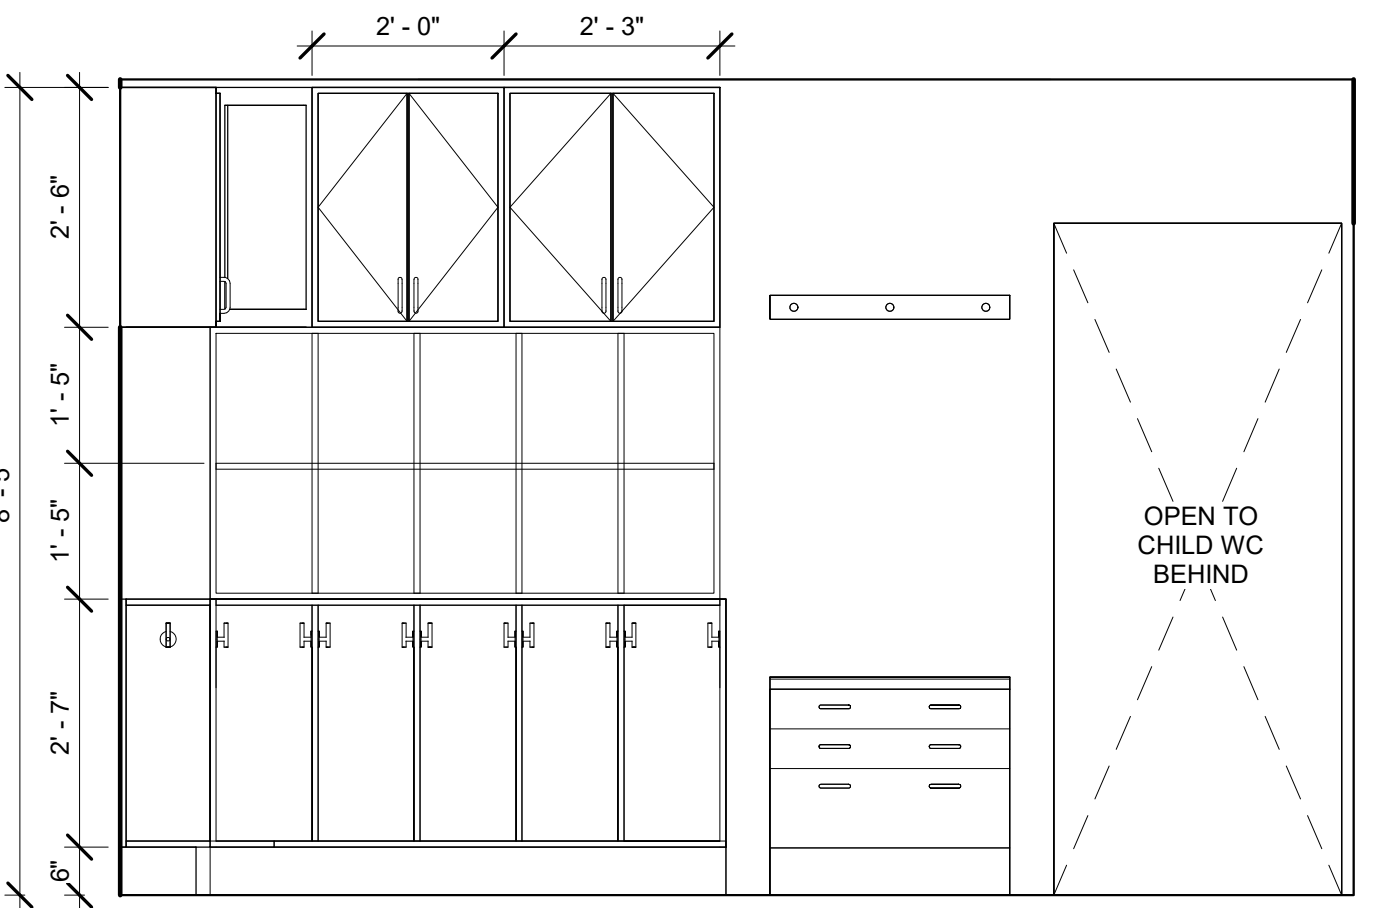 2' - 0"
2' - 3"
2' - 6"
1' - 5"
1' - 5"
2' - 7"
6"
OPEN TO
CHILD WC
BEHIND